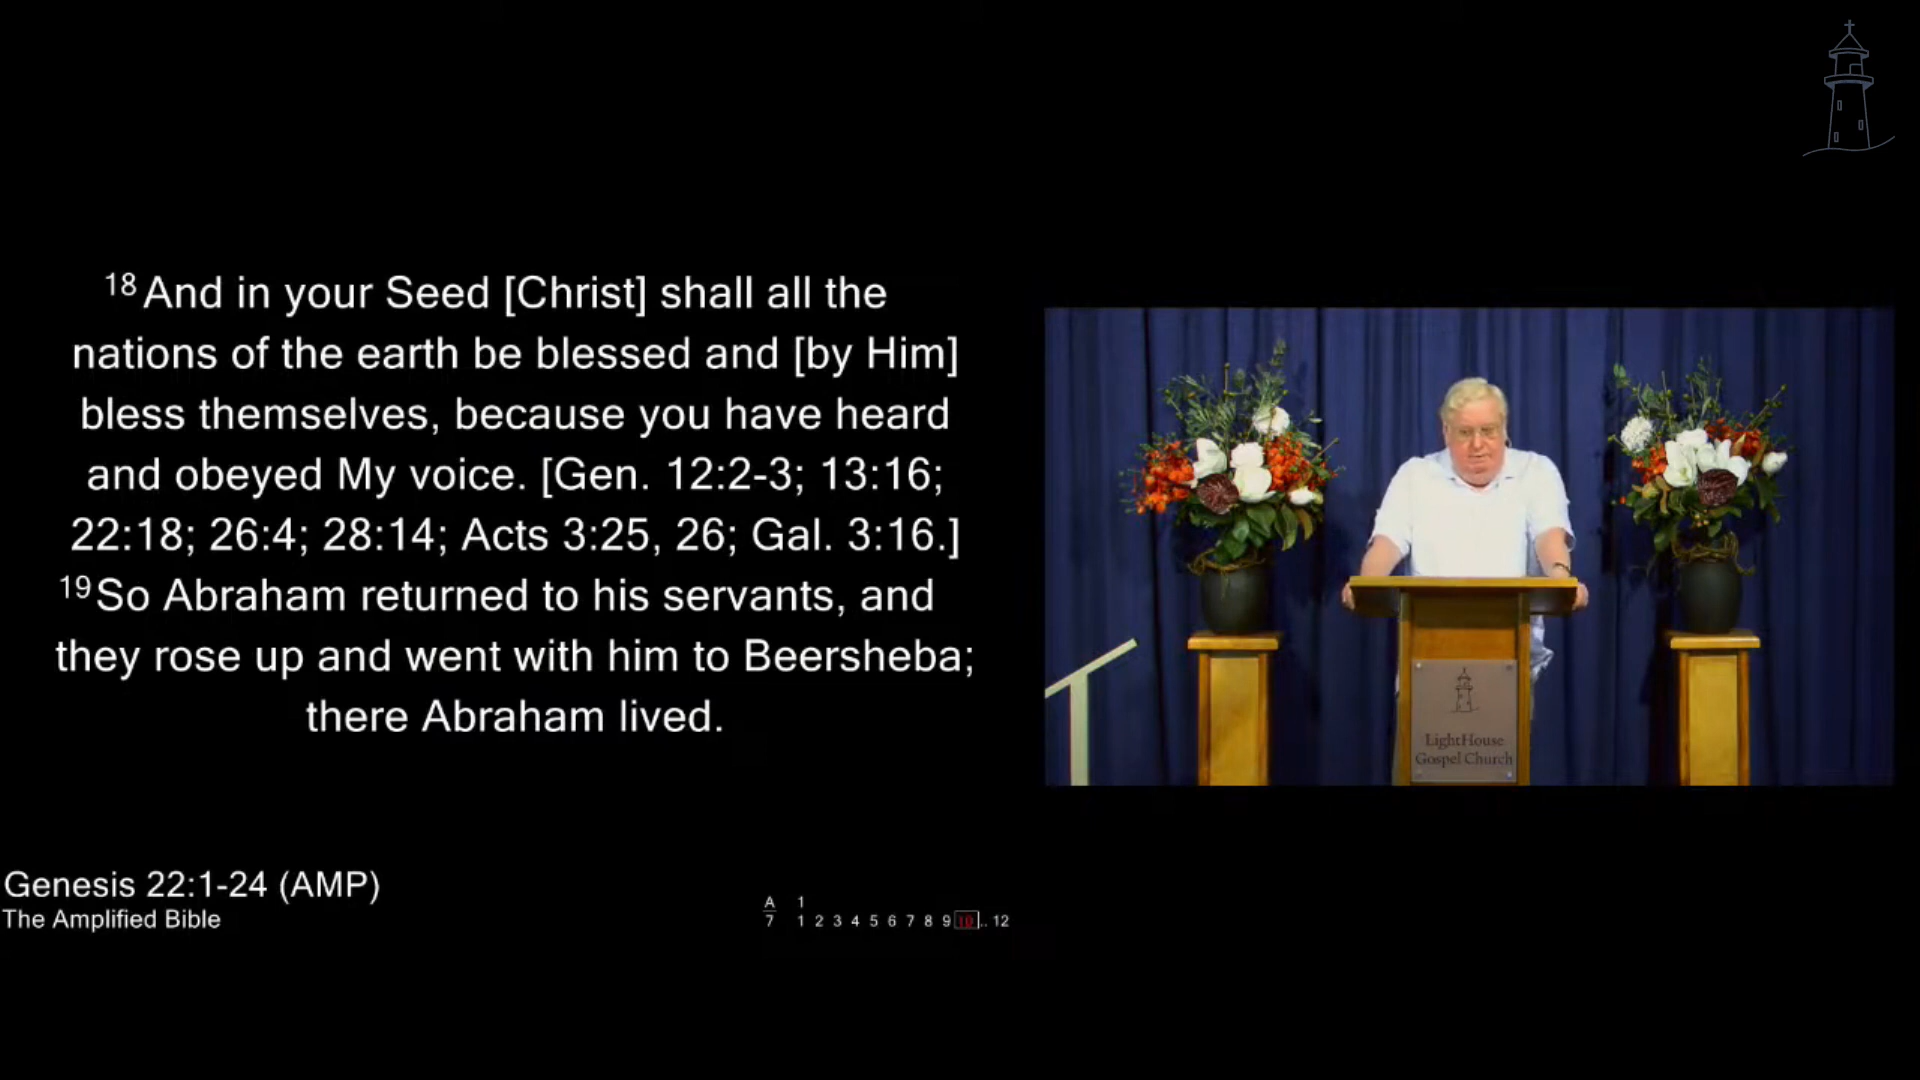 18 And in your Seed [Christ] shall all the
nations of the earth be blessed and [by Him]
bless themselves, because you have heard
and obeyed My voice. [Gen. 12:2-3; 13:16;
22:18; 26:4; 28:14; Acts 3:25, 26; Gal. 3:16.]
19 So Abraham returned to his servants, and
they rose up and went with him to Beersheba;
there Abraham lived.
Genesis 22:1-24 (AMP)
The Amplified Bible
A 1
7 1 2 3 4 5 6 7 8 9 10 .. 12
LightHouse
Gospel Church